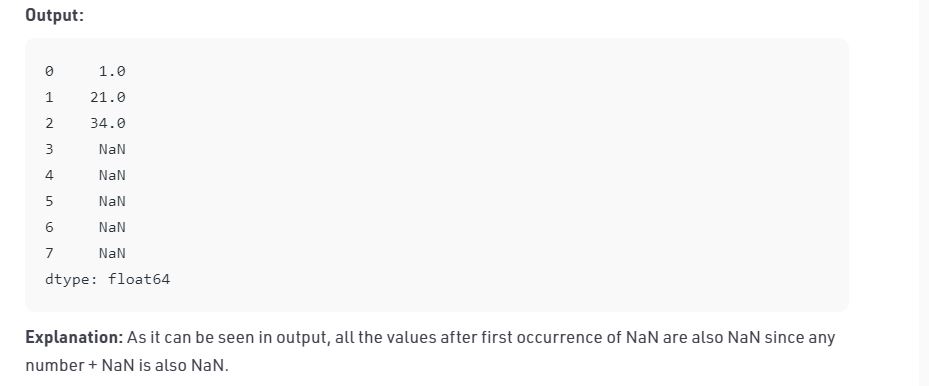 Output:
0     1.0
1    21.0
2    34.0
3     NaN
4     NaN
5     NaN
6     NaN
7     NaN
dtype: float64
Explanation: As it can be seen in output, all the values after first occurrence of NaN are also NaN since any
number + NaN is also NaN.